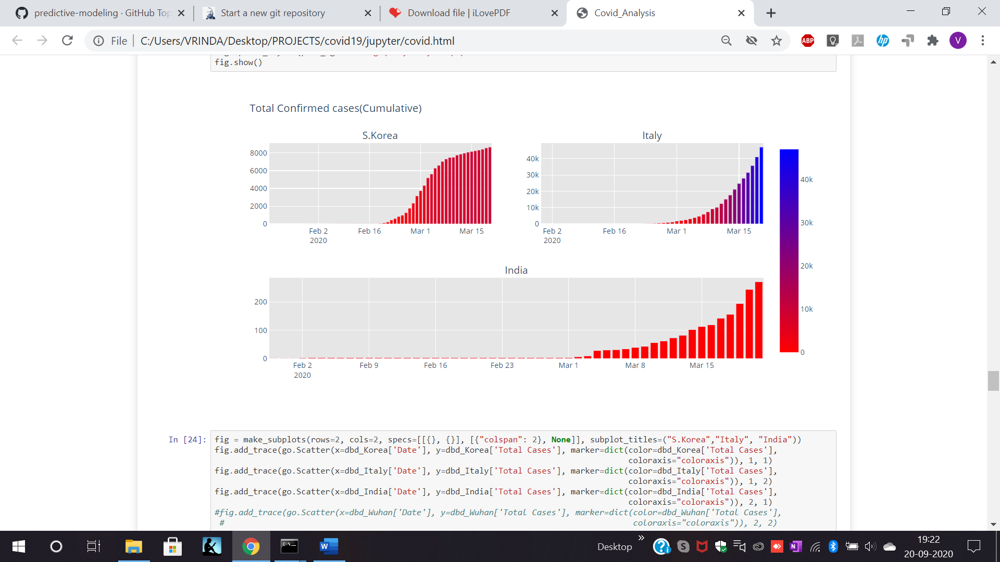 predictive-modeling · GitHub Top
Start a new git repository
Download file | iLovePDF
Covid_Analysis
File
C:/Users/VRINDA/Desktop/PROJECTS/covid19/jupyter/covid.html
ABP
hp
V
fig.show()
Total Confirmed cases(Cumulative)
S.Korea
8000
6000
4000
2000
0
Feb 2
2020
Feb 16
Mar 1
Mar 15
Italy
40k
30k
20k
10k
0
Feb 2
2020
Feb 16
Mar 1
Mar 15
40k
30k
20k
10k
0
India
200
100
0
Feb 2
2020
Feb 9
Feb 16
Feb 23
Mar 1
Mar 8
Mar 15
In [24]:
fig = make_subplots(rows=2, cols=2, specs=[[{}, {}], [{"colspan": 2}, None]], subplot_titles=("S.Korea","Italy", "India"))
fig.add_trace(go.Scatter(x=dbd_Korea['Date'], y=dbd_Korea['Total Cases'], marker=dict(color=dbd_Korea['Total Cases'],
coloraxis="coloraxis")), 1, 1)
fig.add_trace(go.Scatter(x=dbd_Italy['Date'], y=dbd_Italy['Total Cases'], marker=dict(color=dbd_Italy['Total Cases'],
coloraxis="coloraxis")), 1, 2)
fig.add_trace(go.Scatter(x=dbd_India['Date'], y=dbd_India['Total Cases'], marker=dict(color=dbd_India['Total Cases'],
coloraxis="coloraxis")), 2, 1)
#fig.add_trace(go.Scatter(x=dbd_Wuhan['Date'], y=dbd_Wuhan['Total Cases'], marker=dict(color=dbd_Wuhan['Total Cases'],
# coloraxis="coloraxis")), 2, 2)
Desktop
19:22
20-09-2020